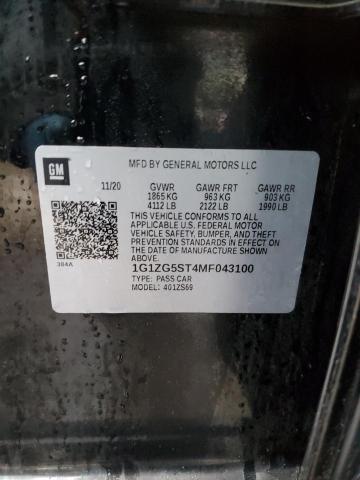 GM
MFD BY GENERAL MOTORS LLC
11/20 GVWR GAWR FRT GAWR RR
1865 KG 963 KG 903 KG
4112 LB 2122 LB 1990 LB
THIS VEHICLE CONFORMS TO ALL
APPLICABLE U.S. FEDERAL MOTOR
VEHICLE SAFETY, BUMPER, AND THEFT
PREVENTION STANDARDS IN EFFECT ON
THE DATE OF MANUFACTURE SHOWN
ABOVE.
384A
1G1ZG5ST4MF043100
TYPE: PASS CAR
MODEL: 401ZS69